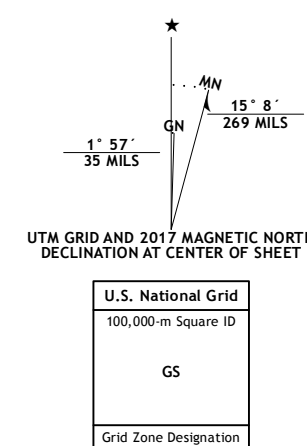 ★
MN
GN
1° 57´
35 MILS
15° 8´
269 MILS
UTM GRID AND 2017 MAGNETIC NORTH
DECLINATION AT CENTER OF SHEET
U.S. National Grid
100,000-m Square ID
GS
Grid Zone Designation